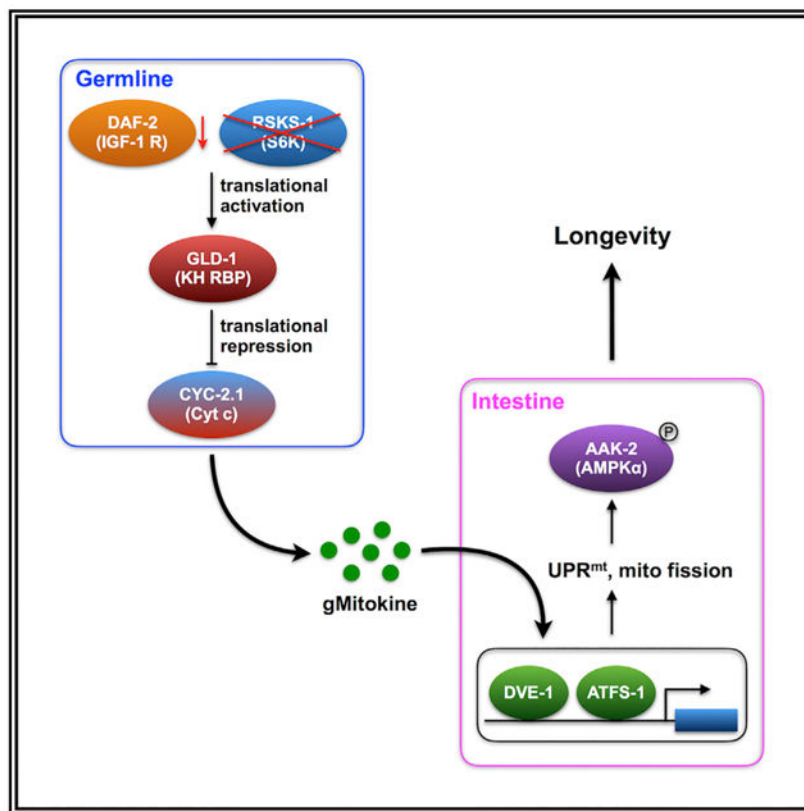 Germline
DAF-2
(IGF-1 R)
RSKS-1
(S6K)
translational
activation
GLD-1
(KH RBP)
translational
repression
CYC-2.1
(Cyt c)
gMitokine
Longevity
Intestine
P
AAK-2
(AMPKα)
UPRᵐᵗ, mito fission
DVE-1
ATFS-1